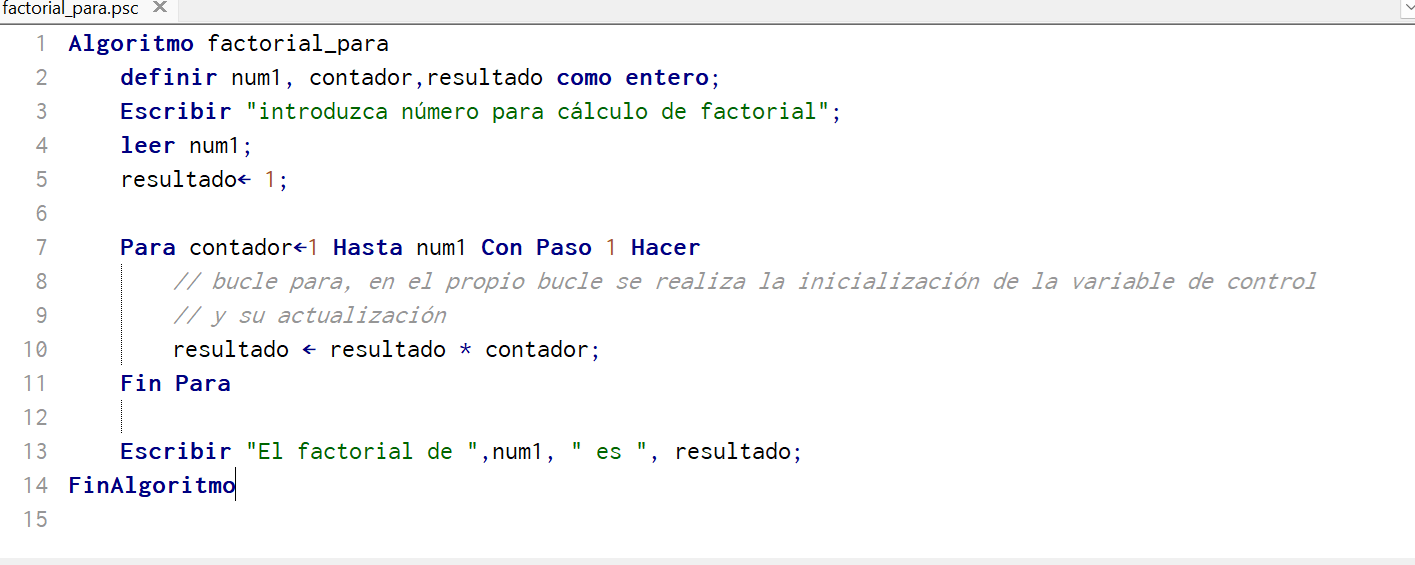 factorial_para.psc ✕
1 Algoritmo factorial_para
2 definir num1, contador,resultado como entero;
3 Escribir "introduzca número para cálculo de factorial";
4 leer num1;
5 resultado← 1;
6
7 Para contador←1 Hasta num1 Con Paso 1 Hacer
8 // bucle para, en el propio bucle se realiza la inicialización de la variable de control
9 // y su actualización
10 resultado ← resultado * contador;
11 Fin Para
12
13 Escribir "El factorial de ",num1, " es ", resultado;
14 FinAlgoritmo
15